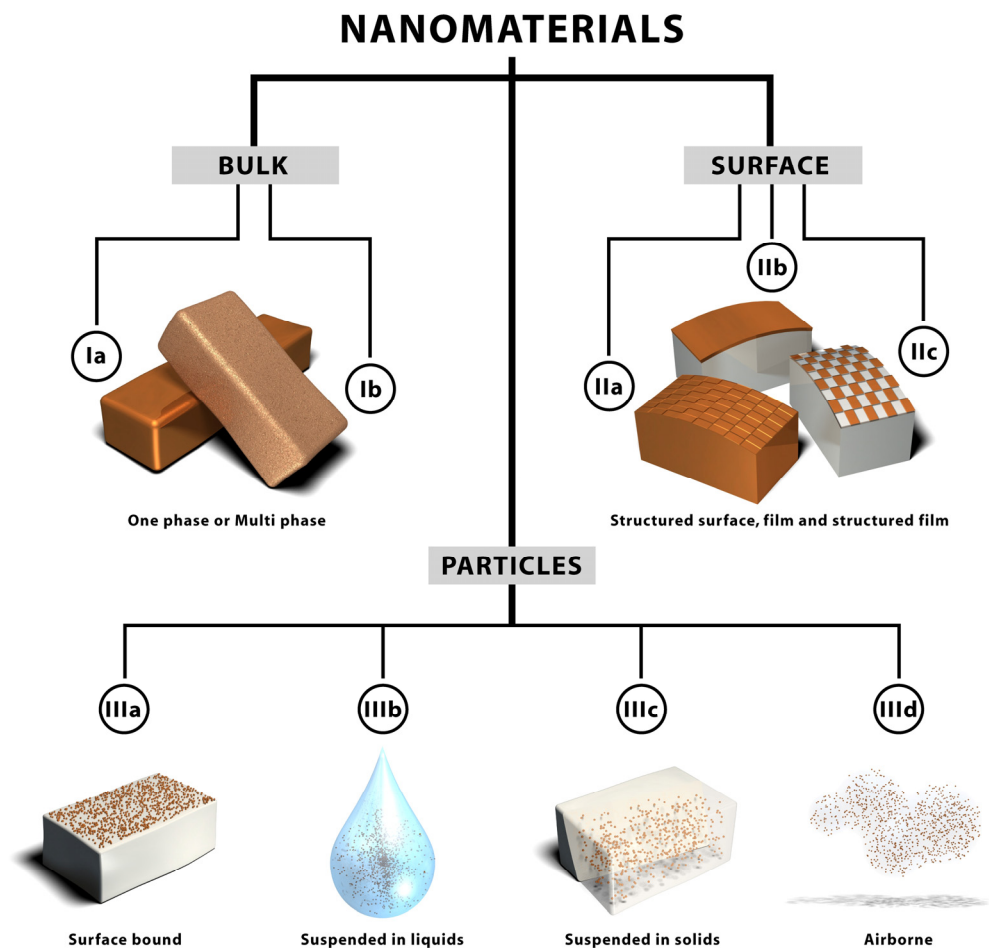 NANOMATERIALS
BULK
SURFACE
IIb
Ia
Ib
IIa
IIc
One phase or Multi phase
Structured surface, film and structured film
PARTICLES
IIIa
IIIb
IIIc
IIId
Surface bound
Suspended in liquids
Suspended in solids
Airborne